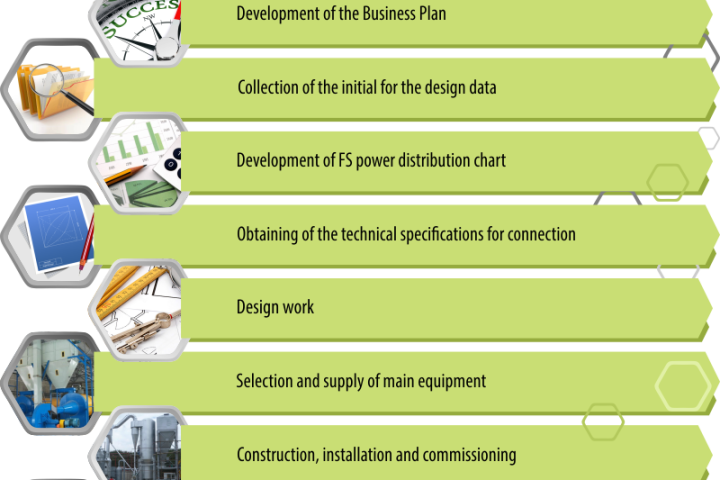 SUCCESS
NW
Development of the Business Plan
Collection of the initial for the design data
Development of FS power distribution chart
Obtaining of the technical specifications for connection
Design work
Selection and supply of main equipment
Construction, installation and commissioning